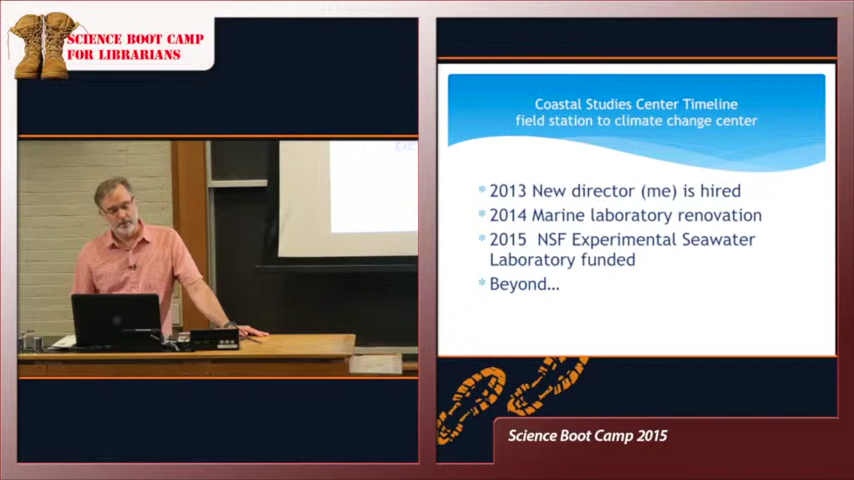 SCIENCE BOOT CAMP
FOR LIBRARIANS
Coastal Studies Center Timeline
field station to climate change center
* 2013 New director (me) is hired
* 2014 Marine laboratory renovation
* 2015 NSF Experimental Seawater
Laboratory funded
* Beyond...
Science Boot Camp 2015